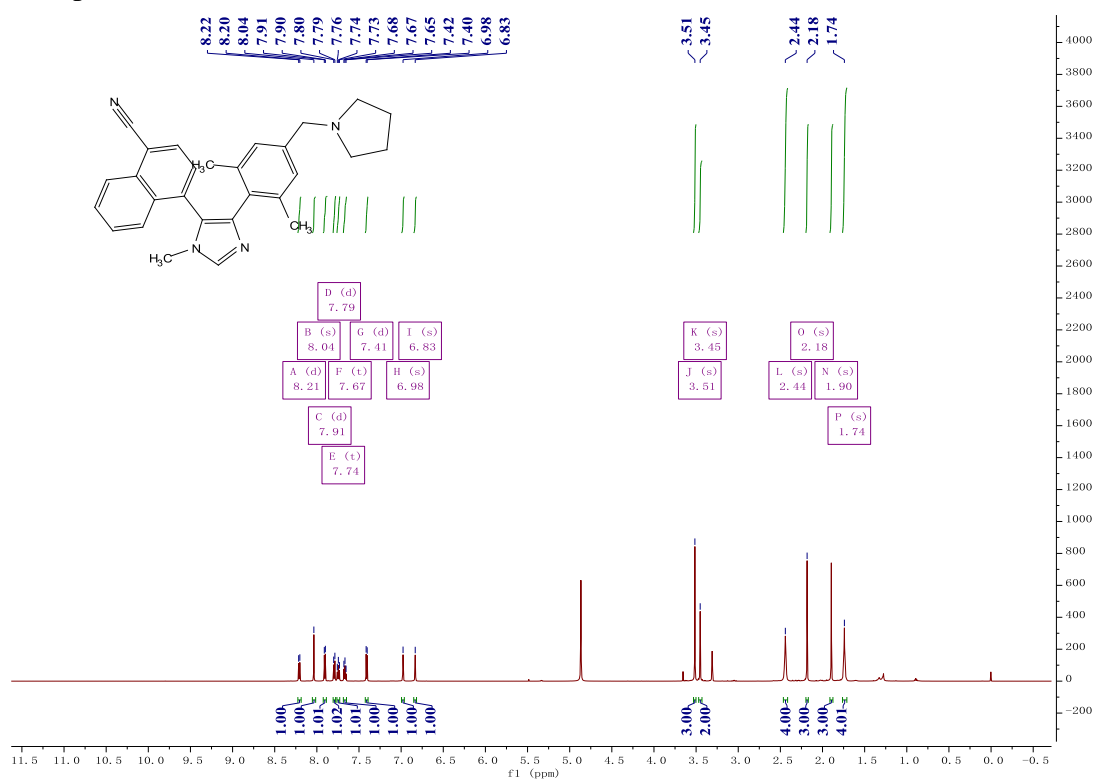 8.22 8.20 8.04 7.91 7.90 7.80 7.79 7.76 7.74 7.73 7.68 7.67 7.65 7.42 7.40 6.98 6.83 3.51 3.45 2.44 2.18 1.74
N
N
H₃C
CH₃
N
N
H₃C
D (d)
7.79
B (s)
8.04
G (d)
7.41
I (s)
6.83
K (s)
3.45
O (s)
2.18
A (d)
8.21
F (t)
7.67
H (s)
6.98
J (s)
3.51
L (s)
2.44
N (s)
1.90
C (d)
7.91
P (s)
1.74
E (t)
7.74
4000
3800
3600
3400
3200
3000
2800
2600
2400
2200
2000
1800
1600
1400
1200
1000
800
600
400
200
0
-200
1.00 1.00 1.01 1.02 1.01 1.00 1.00 1.00 1.00 3.00 2.00 4.00 3.00 3.00 4.01
11.5 11.0 10.5 10.0 9.5 9.0 8.5 8.0 7.5 7.0 6.5 6.0 5.5 5.0 4.5 4.0 3.5 3.0 2.5 2.0 1.5 1.0 0.5 0.0 -0.5
f1 (ppm)